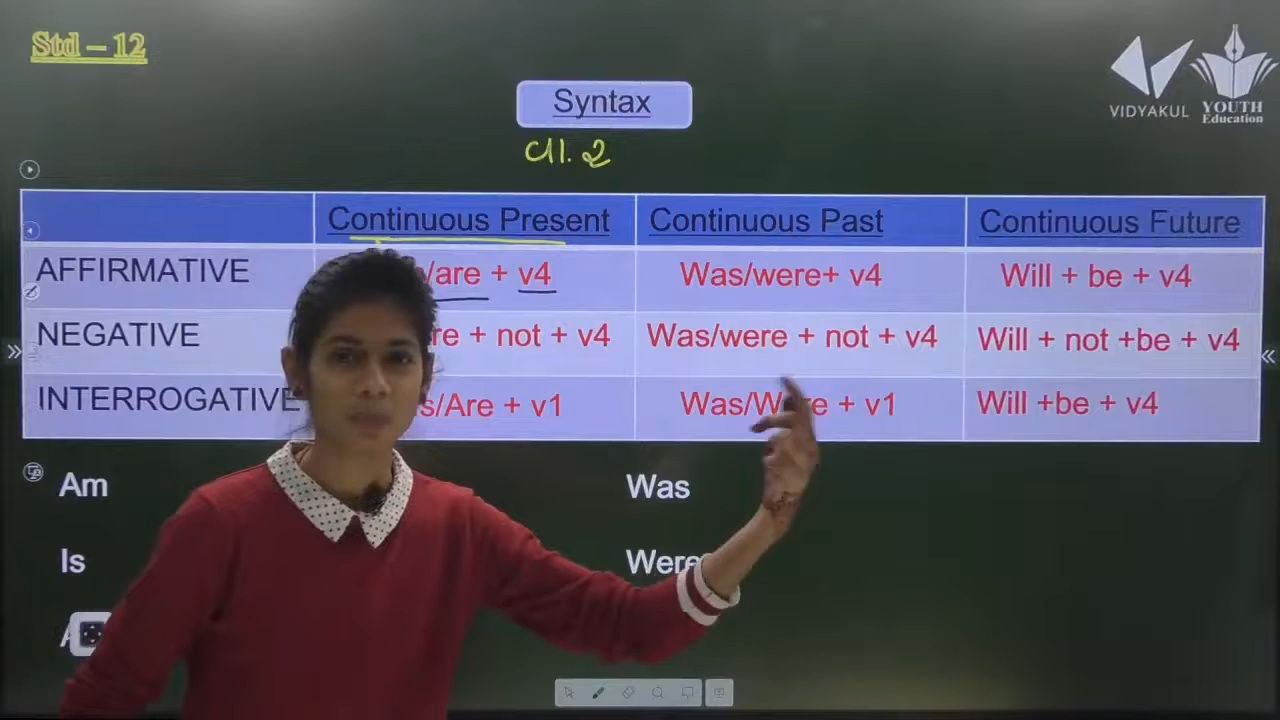 Std – 12
VIDYAKUL
YOUTH
Education
Syntax
વા. 2
Continuous Present Continuous Past Continuous Future
AFFIRMATIVE /are + v4 Was/were+ v4 Will + be + v4
NEGATIVE re + not + v4 Was/were + not + v4 Will + not +be + v4
INTERROGATIVE s/Are + v1 Was/Were + v1 Will +be + v4
Am Was
Is Were